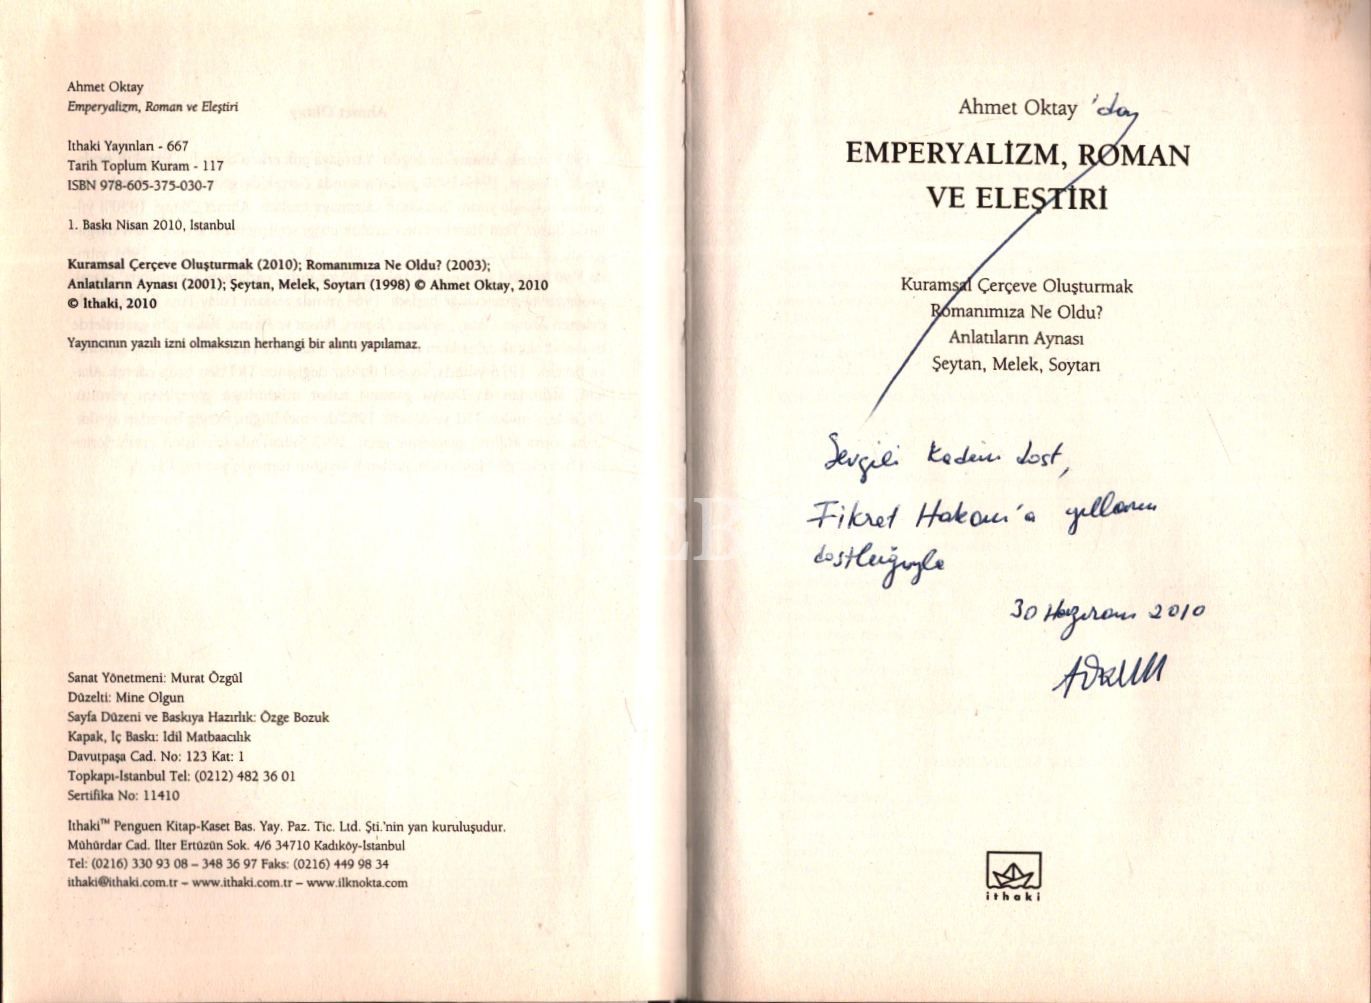 Ahmet Oktay
Emperyalizm, Roman ve Eleştiri
İthaki Yayınları - 667
Tarih Toplum Kuram - 117
ISBN 978-605-375-030-7
1. Baskı Nisan 2010, İstanbul
Kuramsal Çerçeve Oluşturmak (2010); Romanımıza Ne Oldu? (2003);
Anlatıların Aynası (2001); Şeytan, Melek, Soytarı (1998) © Ahmet Oktay, 2010
© İthaki, 2010
Yayıncının yazılı izni olmaksızın herhangi bir alıntı yapılamaz.
Sanat Yönetmeni: Murat Özgül
Düzelti: Mine Olgun
Sayfa Düzeni ve Baskıya Hazırlık: Özge Bozuk
Kapak, İç Baskı: İdil Matbaacılık
Davutpaşa Cad. No: 123 Kat: 1
Topkapı-İstanbul Tel: (0212) 482 36 01
Sertifika No: 11410
İthaki™ Penguen Kitap-Kaset Bas. Yay. Paz. Tic. Ltd. Şti.'nin yan kuruluşudur.
Mühürdar Cad. İlter Ertüzün Sok. 4/6 34710 Kadıköy-İstanbul
Tel: (0216) 330 93 08 – 348 36 97 Faks: (0216) 449 98 34
ithaki@ithaki.com.tr – www.ithaki.com.tr – www.ilknokta.com
Ahmet Oktay 'dan
EMPERYALİZM, ROMAN
VE ELEŞTİRİ
Kuramsal Çerçeve Oluşturmak
Romanımıza Ne Oldu?
Anlatıların Aynası
Şeytan, Melek, Soytarı
Sevgili kadim dost,
Fikret Hakan'a yılların
dostluğuyla
30 Haziran 2010
ithaki